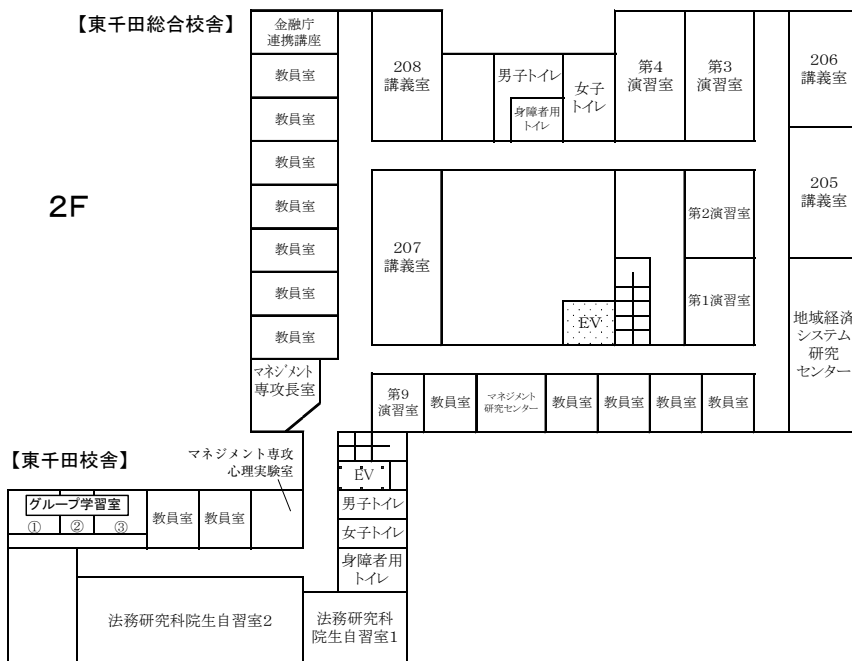 【東千田総合校舎】
金融庁
連携講座
教員室
教員室
教員室
教員室
教員室
教員室
教員室
マネジメント
専攻長室
2F
208
講義室
男子トイレ
身障者用
トイレ
女子
トイレ
第4
演習室
第3
演習室
206
講義室
205
講義室
207
講義室
第2演習室
第1演習室
EV
地域経済
システム
研究
センター
第9
演習室
教員室
マネジメント
研究センター
教員室
教員室
教員室
教員室
【東千田校舎】
マネジメント専攻
心理実験室
グループ学習室
①
②
③
教員室
教員室
EV
男子トイレ
女子トイレ
身障者用
トイレ
法務研究科院生自習室2
法務研究科
院生自習室1